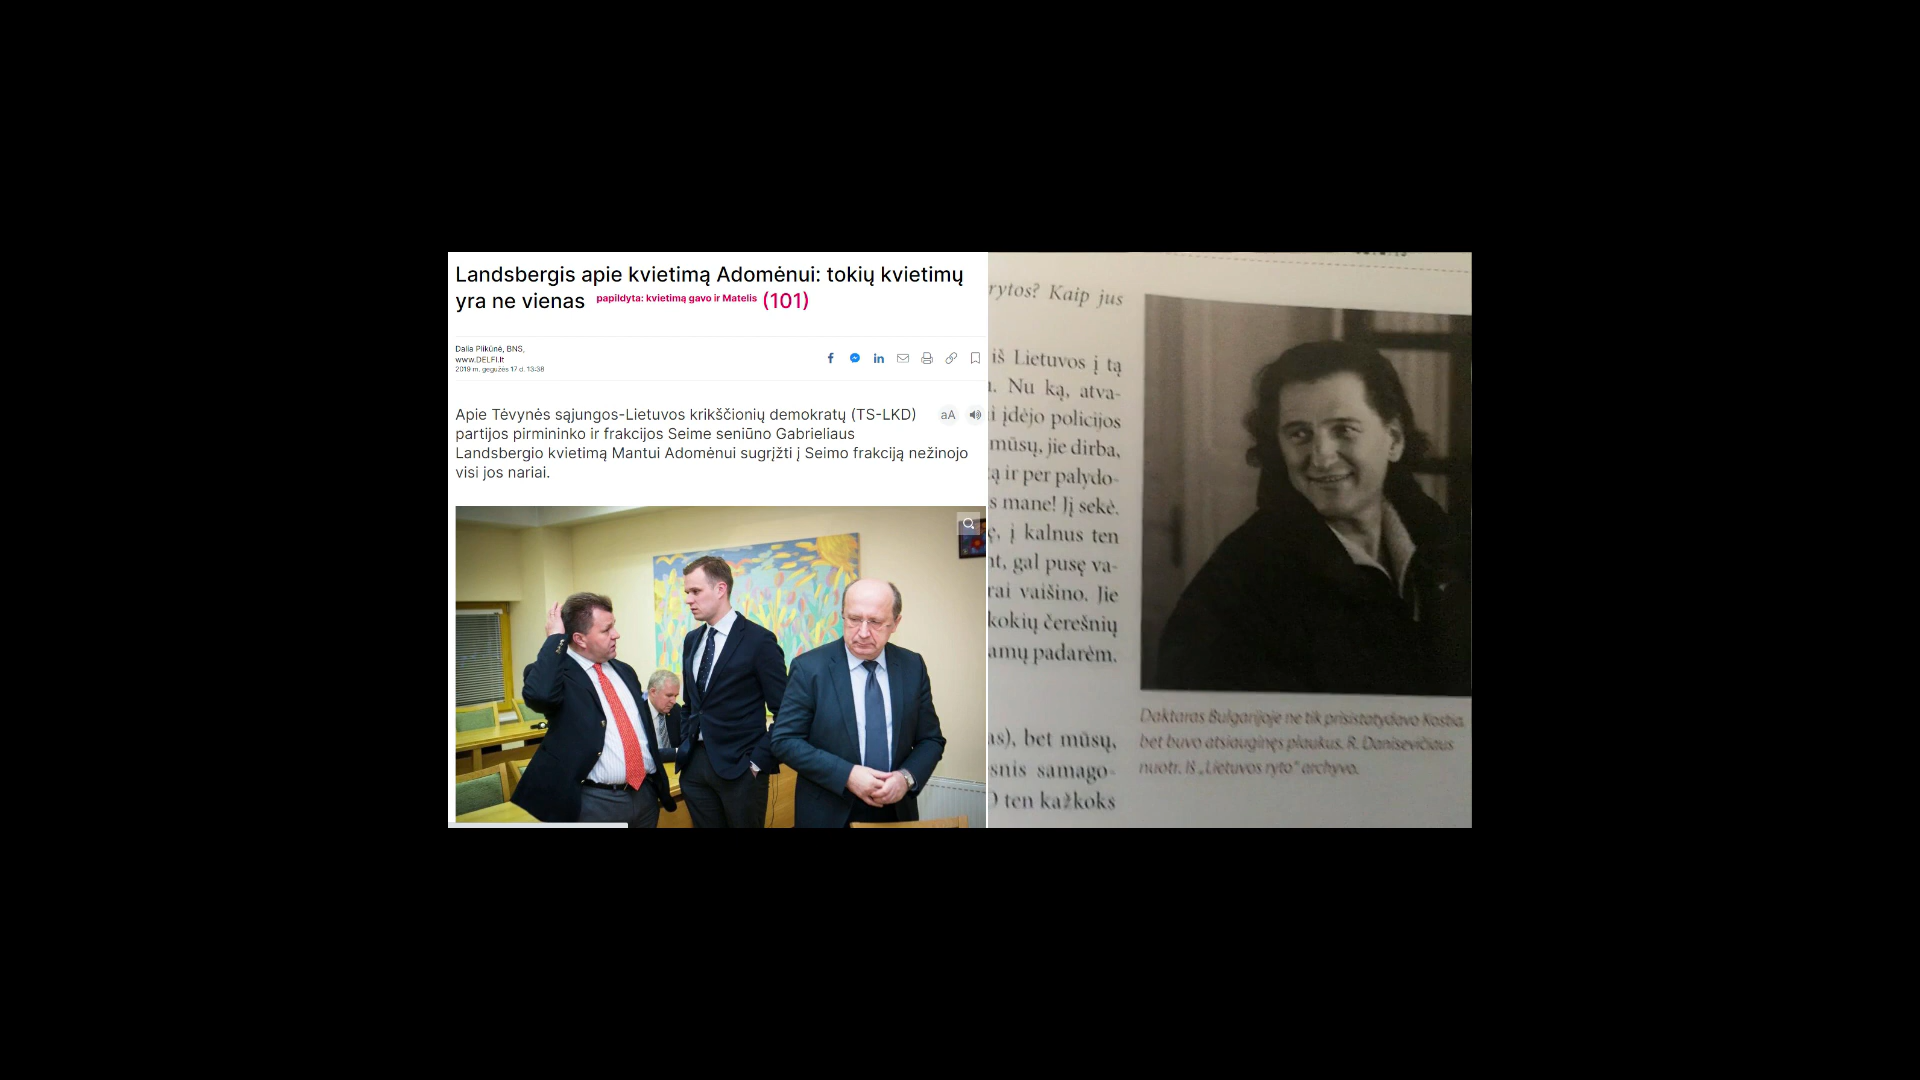 Landsbergis apie kvietimą Adomėnui: tokių kvietimų
yra ne vienas papildyta: kvietimą gavo ir Matelis (101)
Dalia Plikūnė, BNS,
www.DELFI.lt
2019 m. gegužės 17 d. 13:38
f in
Apie Tėvynės sąjungos-Lietuvos krikščionių demokratų (TS-LKD) aA
partijos pirmininko ir frakcijos Seime seniūno Gabrieliaus
Landsbergio kvietimą Mantui Adomėnui sugrįžti į Seimo frakciją nežinojo
visi jos nariai.
rytos? Kaip jus
iš Lietuvos į tą
Nu ką, atva-
įdėjo policijos
mūsų, jie dirba,
ir per palydo-
s mane! Jį sekė.
į kalnus ten
gal pusę va-
vaišino. Jie
kokių čerešnių
padarėm.
bet mūsų,
snis samago-
ten kažkoks
Daktaras Bulgarijoje ne tik prisistatydavo Kostia,
bet buvo atsiauginęs plaukus. R. Danisevičiaus
nuotr. iš „Lietuvos ryto“ archyvo.